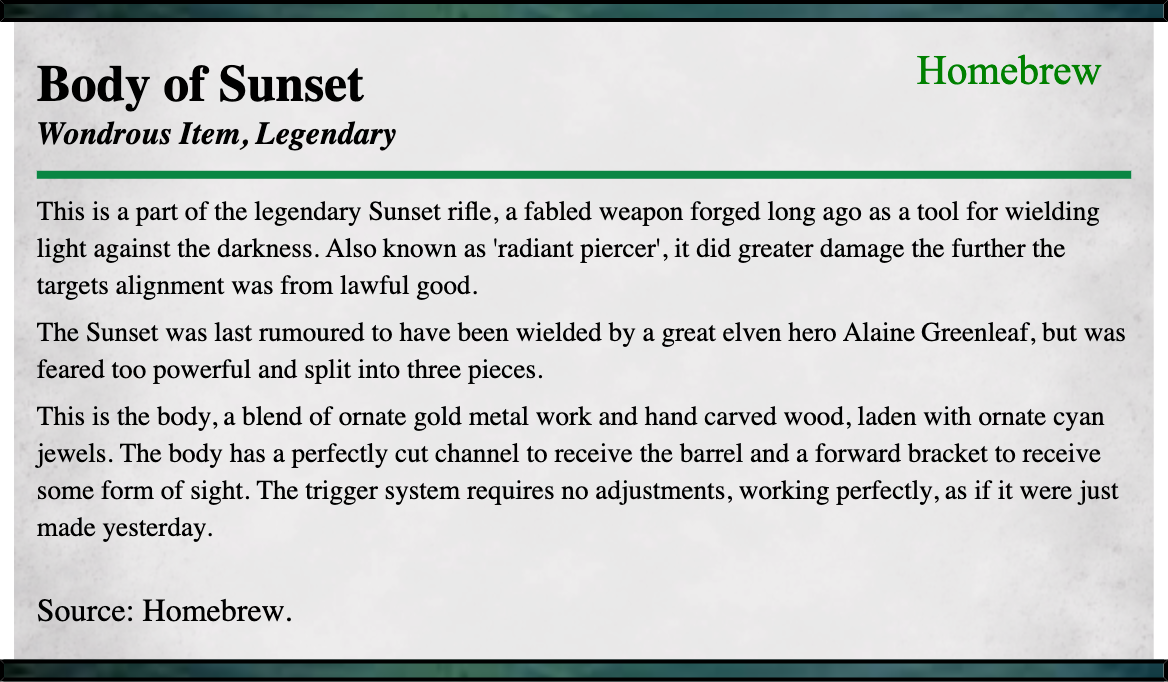 Body of Sunset
Homebrew
Wondrous Item, Legendary
This is a part of the legendary Sunset rifle, a fabled weapon forged long ago as a tool for wielding
light against the darkness. Also known as 'radiant piercer', it did greater damage the further the
targets alignment was from lawful good.
The Sunset was last rumoured to have been wielded by a great elven hero Alaine Greenleaf, but was
feared too powerful and split into three pieces.
This is the body, a blend of ornate gold metal work and hand carved wood, laden with ornate cyan
jewels. The body has a perfectly cut channel to receive the barrel and a forward bracket to receive
some form of sight. The trigger system requires no adjustments, working perfectly, as if it were just
made yesterday.
Source: Homebrew.